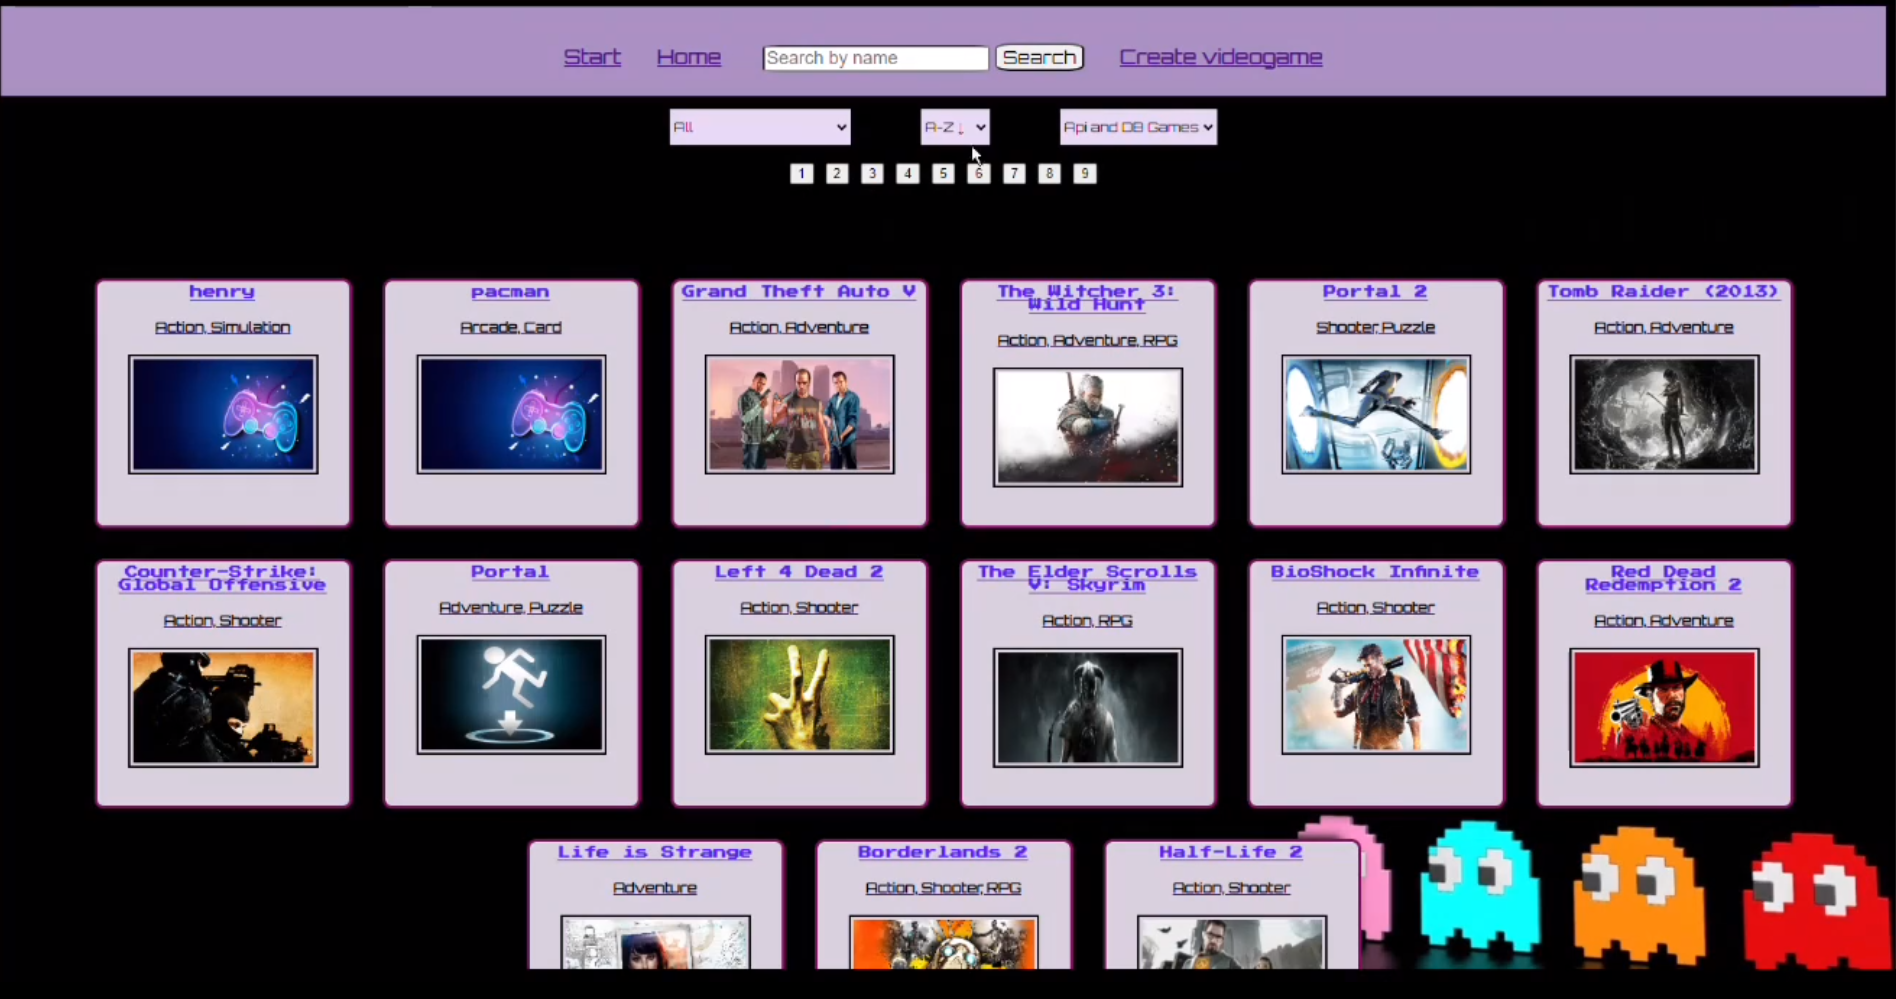 Start Home Search by name Search Create videogame
All A-Z ↓ Api and DB Games
1 2 3 4 5 6 7 8 9
henry
Action, Simulation
pacman
Arcade, Card
Grand Theft Auto V
Action, Adventure
The Witcher 3:
Wild Hunt
Action, Adventure, RPG
Portal 2
Shooter, Puzzle
Tomb Raider (2013)
Action, Adventure
Counter-Strike:
Global Offensive
Action, Shooter
Portal
Adventure, Puzzle
Left 4 Dead 2
Action, Shooter
The Elder Scrolls
V: Skyrim
Action, RPG
BioShock Infinite
Action, Shooter
Red Dead
Redemption 2
Action, Adventure
Life is Strange
Adventure
Borderlands 2
Action, Shooter, RPG
Half-Life 2
Action, Shooter